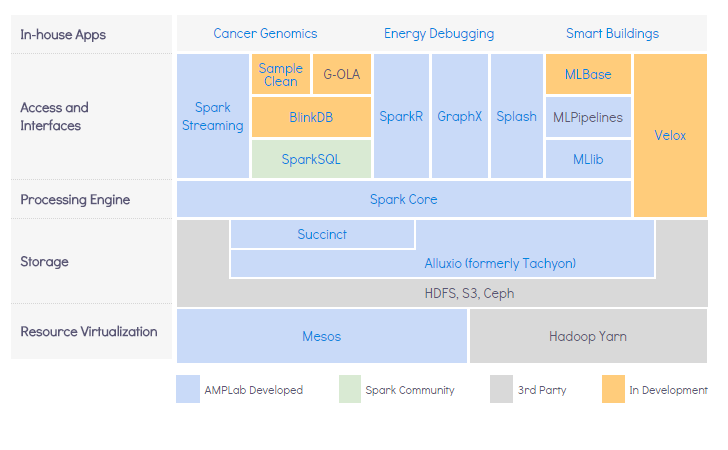 In-house Apps
Cancer Genomics
Energy Debugging
Smart Buildings
Access and
Interfaces
Spark
Streaming
Sample
Clean
G-OLA
BlinkDB
SparkSQL
SparkR
GraphX
Splash
MLBase
MLPipelines
MLlib
Velox
Processing Engine
Spark Core
Storage
Succinct
Alluxio (formerly Tachyon)
HDFS, S3, Ceph
Resource Virtualization
Mesos
Hadoop Yarn
AMPLab Developed
Spark Community
3rd Party
In Development